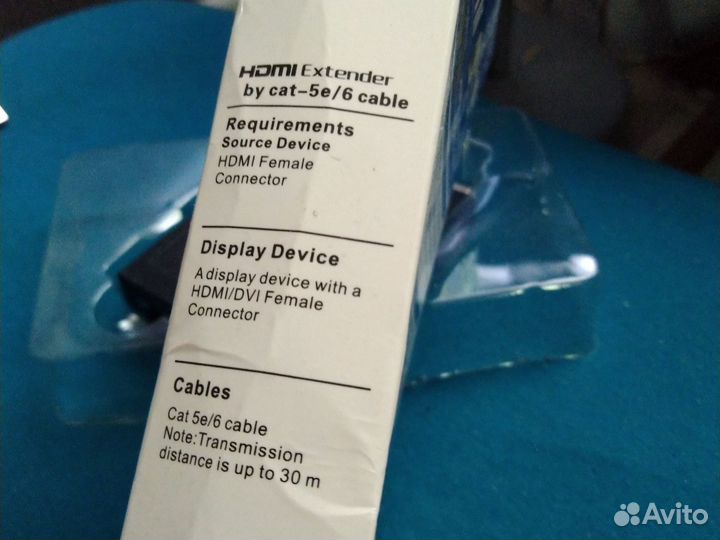 HDMI Extender
by cat-5e/6 cable
Requirements
Source Device
HDMI Female
Connector
Display Device
A display device with a
HDMI/DVI Female
Connector
Cables
Cat 5e/6 cable
Note:Transmission
distance is up to 30 m
Avito